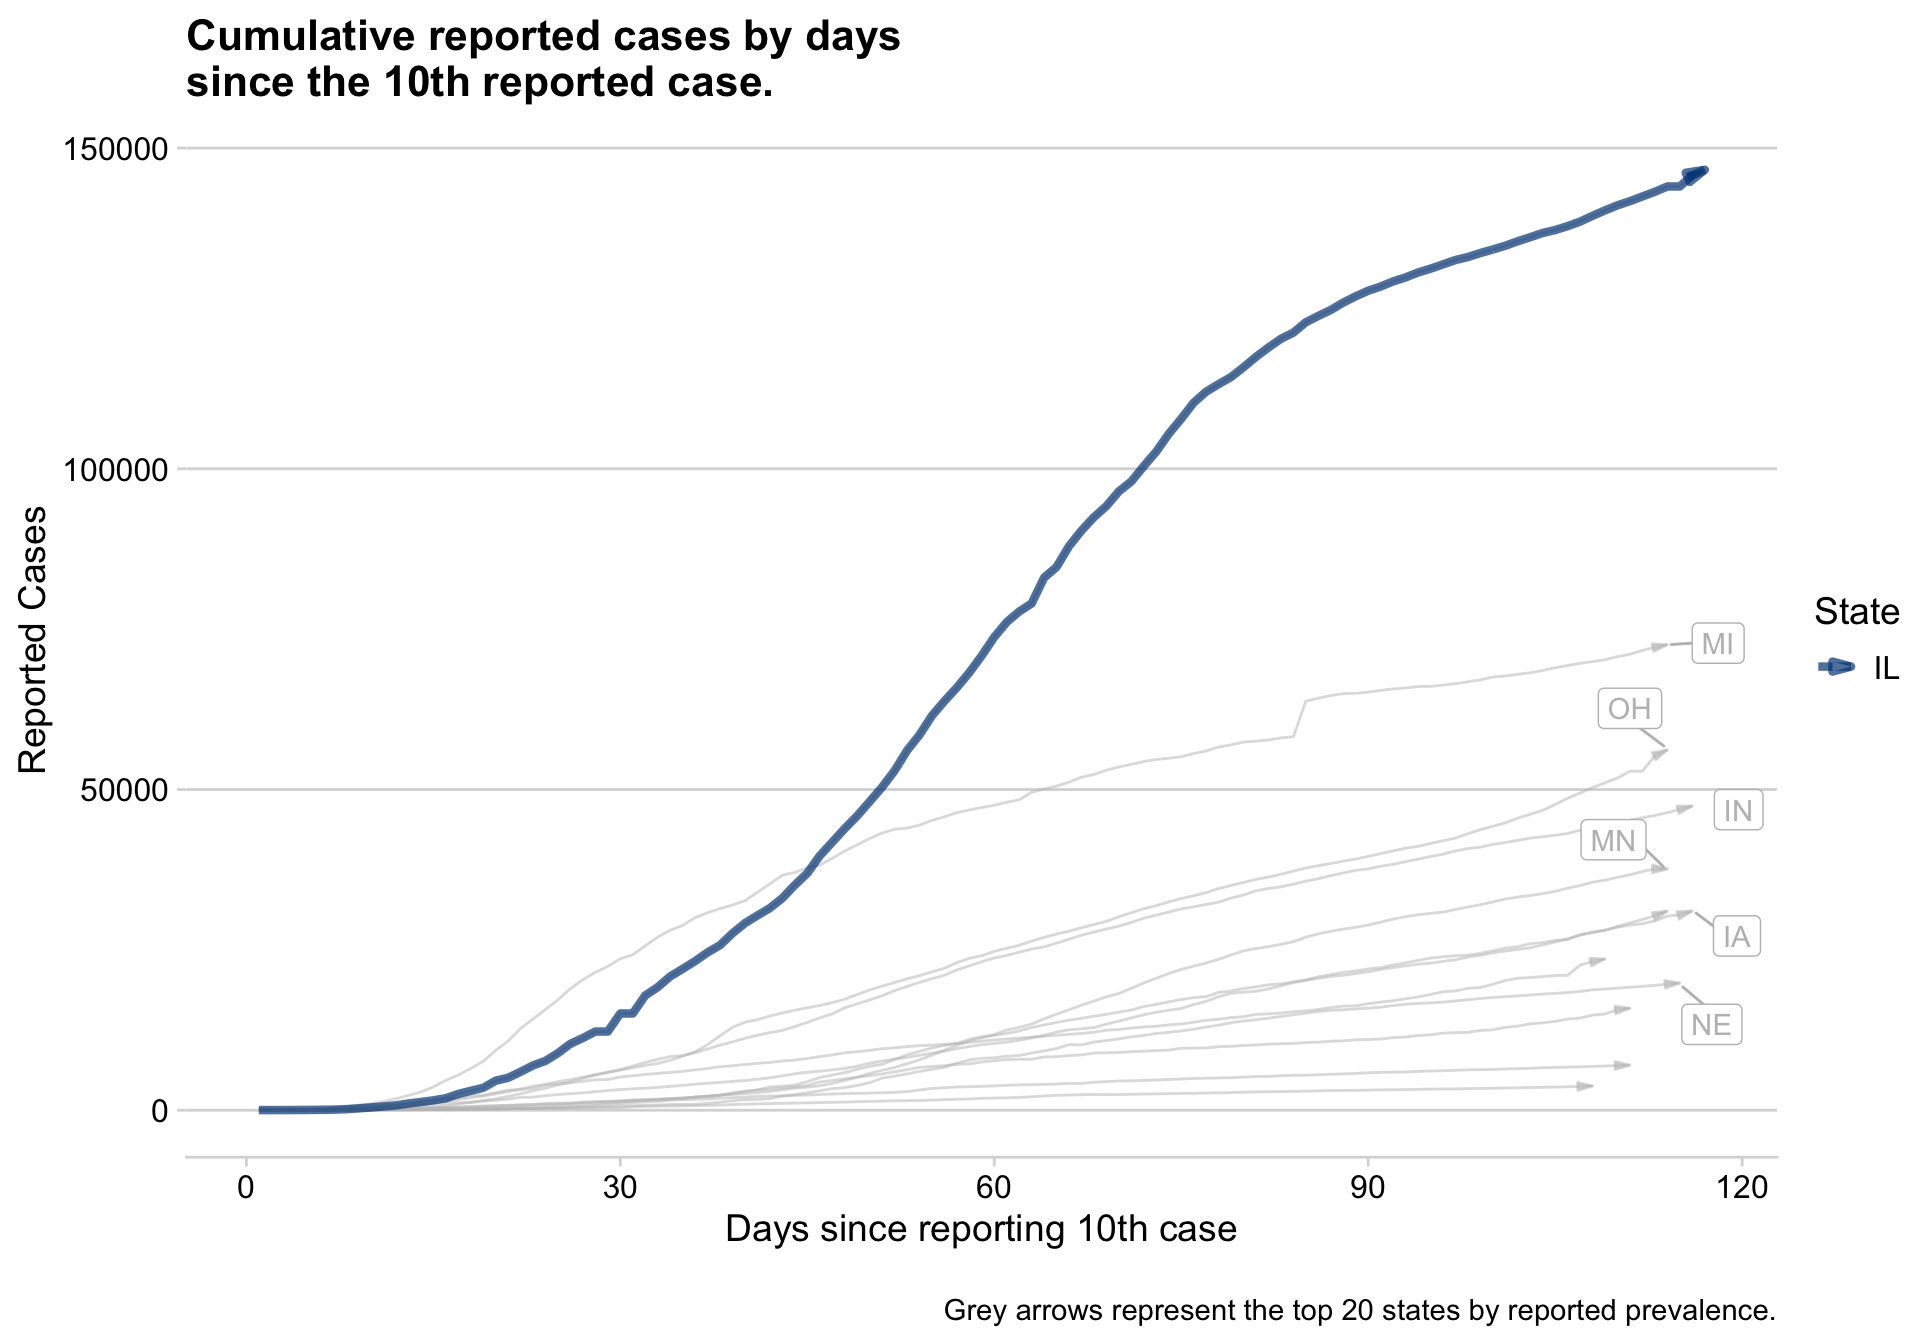 Cumulative reported cases by days
since the 10th reported case.
150000
100000
50000
0
Reported Cases
MI
OH
IN
MN
IA
NE
State
IL
0 30 60 90 120
Days since reporting 10th case
Grey arrows represent the top 20 states by reported prevalence.